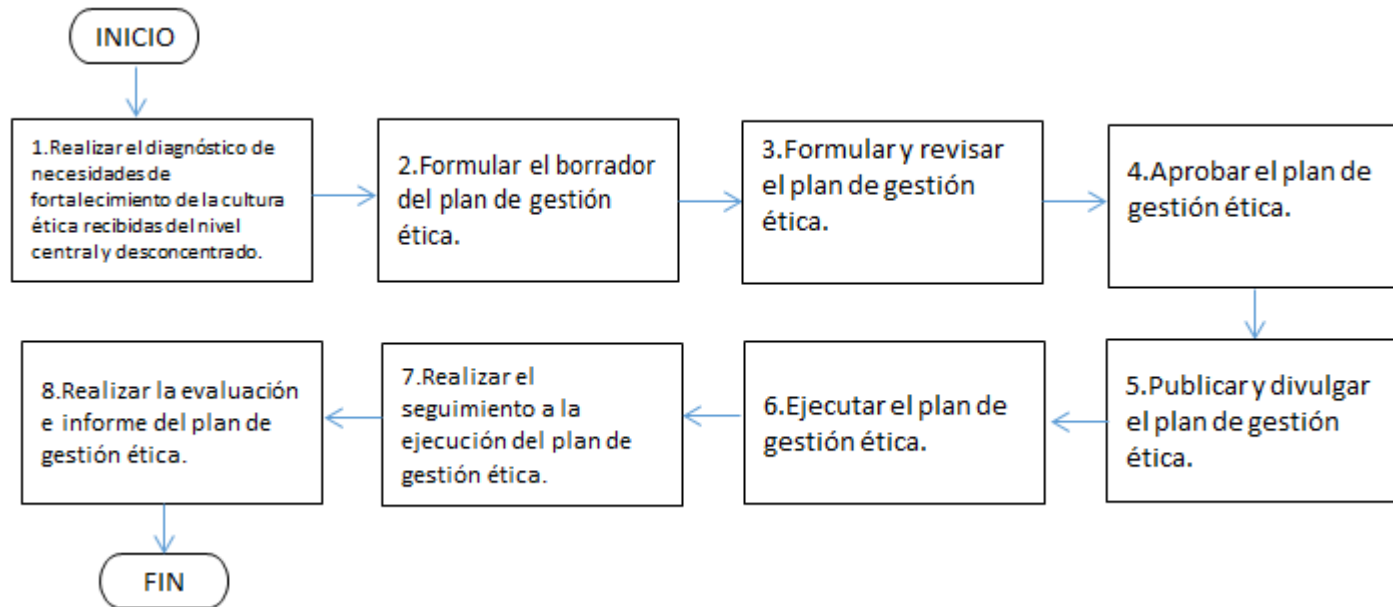 INICIO
1.Realizar el diagnóstico de
necesidades de
fortalecimiento de la cultura
ética recibidas del nivel
central y desconcentrado.
2.Formular el borrador
del plan de gestión
ética.
3.Formular y revisar
el plan de gestión
ética.
4.Aprobar el plan de
gestión ética.
5.Publicar y divulgar
el plan de gestión
ética.
6.Ejecutar el plan de
gestión ética.
7.Realizar el
seguimiento a la
ejecución del plan de
gestión ética.
8.Realizar la evaluación
e informe del plan de
gestión ética.
FIN